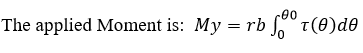 The applied Moment is: My = rb ∫₀^θ0 τ(θ)dθ